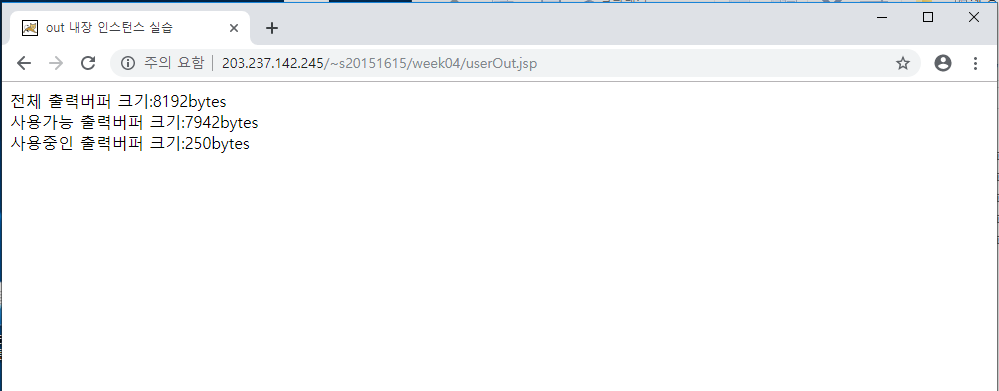 out 내장 인스턴스 실습
주의 요함 | 203.237.142.245/~s20151615/week04/userOut.jsp
전체 출력버퍼 크기:8192bytes
사용가능 출력버퍼 크기:7942bytes
사용중인 출력버퍼 크기:250bytes